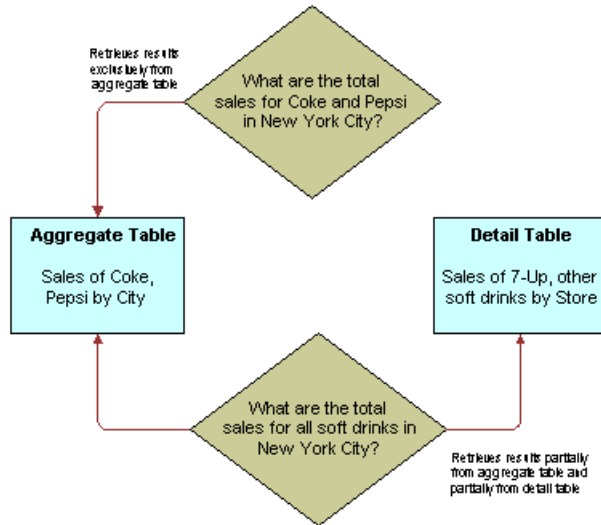 Retrieves results
exclusively from
aggregate table
What are the total
sales for Coke and Pepsi
in New York City?
Aggregate Table
Sales of Coke,
Pepsi by City
Detail Table
Sales of 7-Up, other
soft drinks by Store
What are the total
sales for all soft drinks in
New York City?
Retrieves results partially
from aggregate table and
partially from detail table